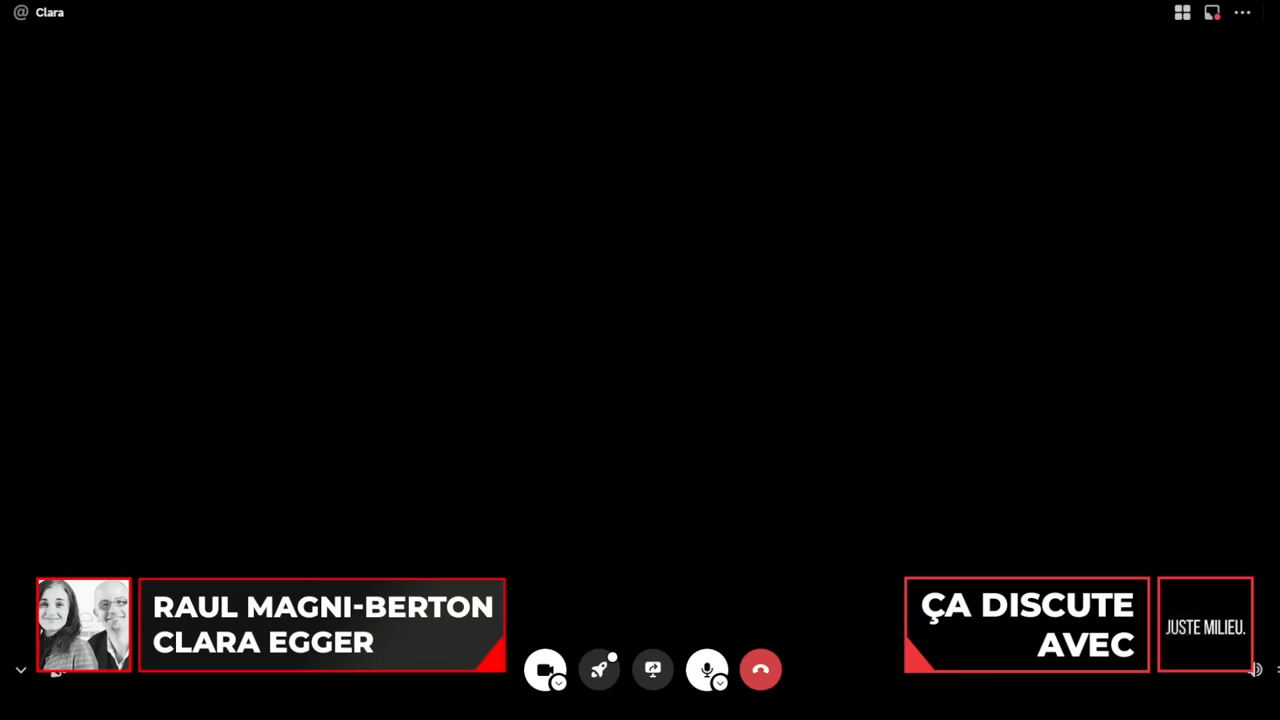 @ Clara
RAUL MAGNI-BERTON
CLARA EGGER
ÇA DISCUTE
AVEC
JUSTE MILIEU.